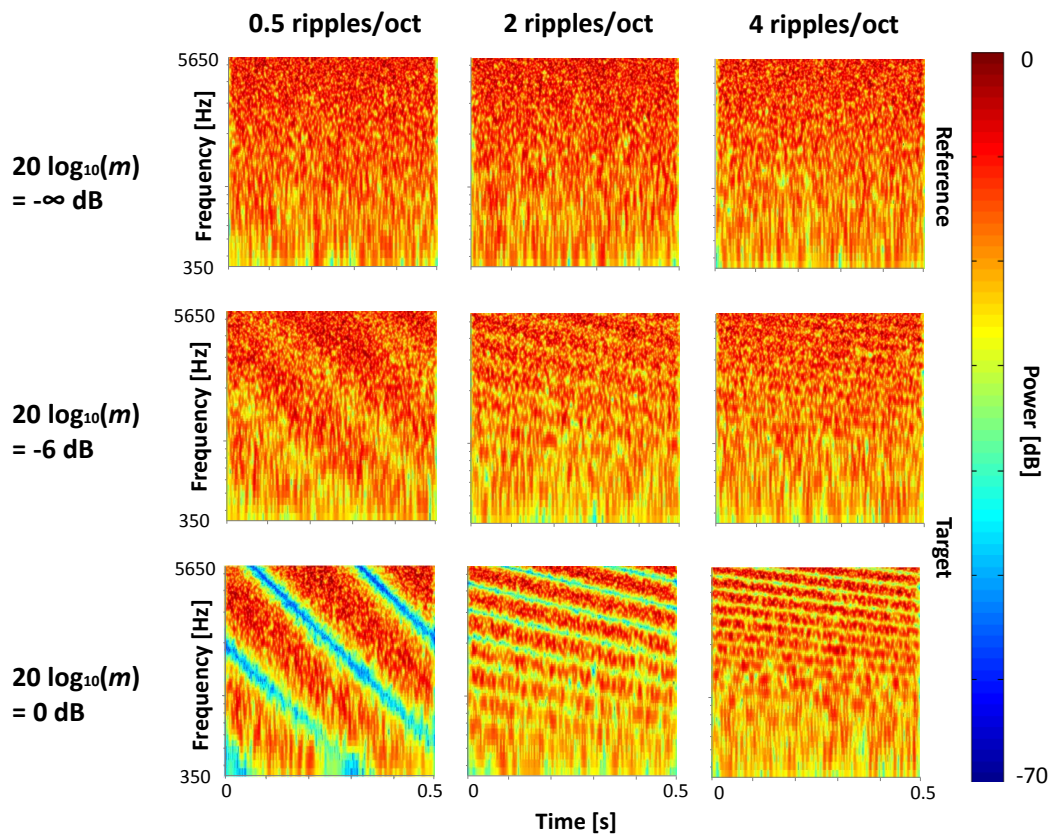 0.5 ripples/oct
2 ripples/oct
4 ripples/oct
20 log₁₀(m)
= -∞ dB
5650
Frequency [Hz]
350
Reference
0
20 log₁₀(m)
= -6 dB
5650
Frequency [Hz]
350
Power [dB]
20 log₁₀(m)
= 0 dB
5650
Frequency [Hz]
350
Target
-70
0
0.5
0
0.5
0
0.5
Time [s]